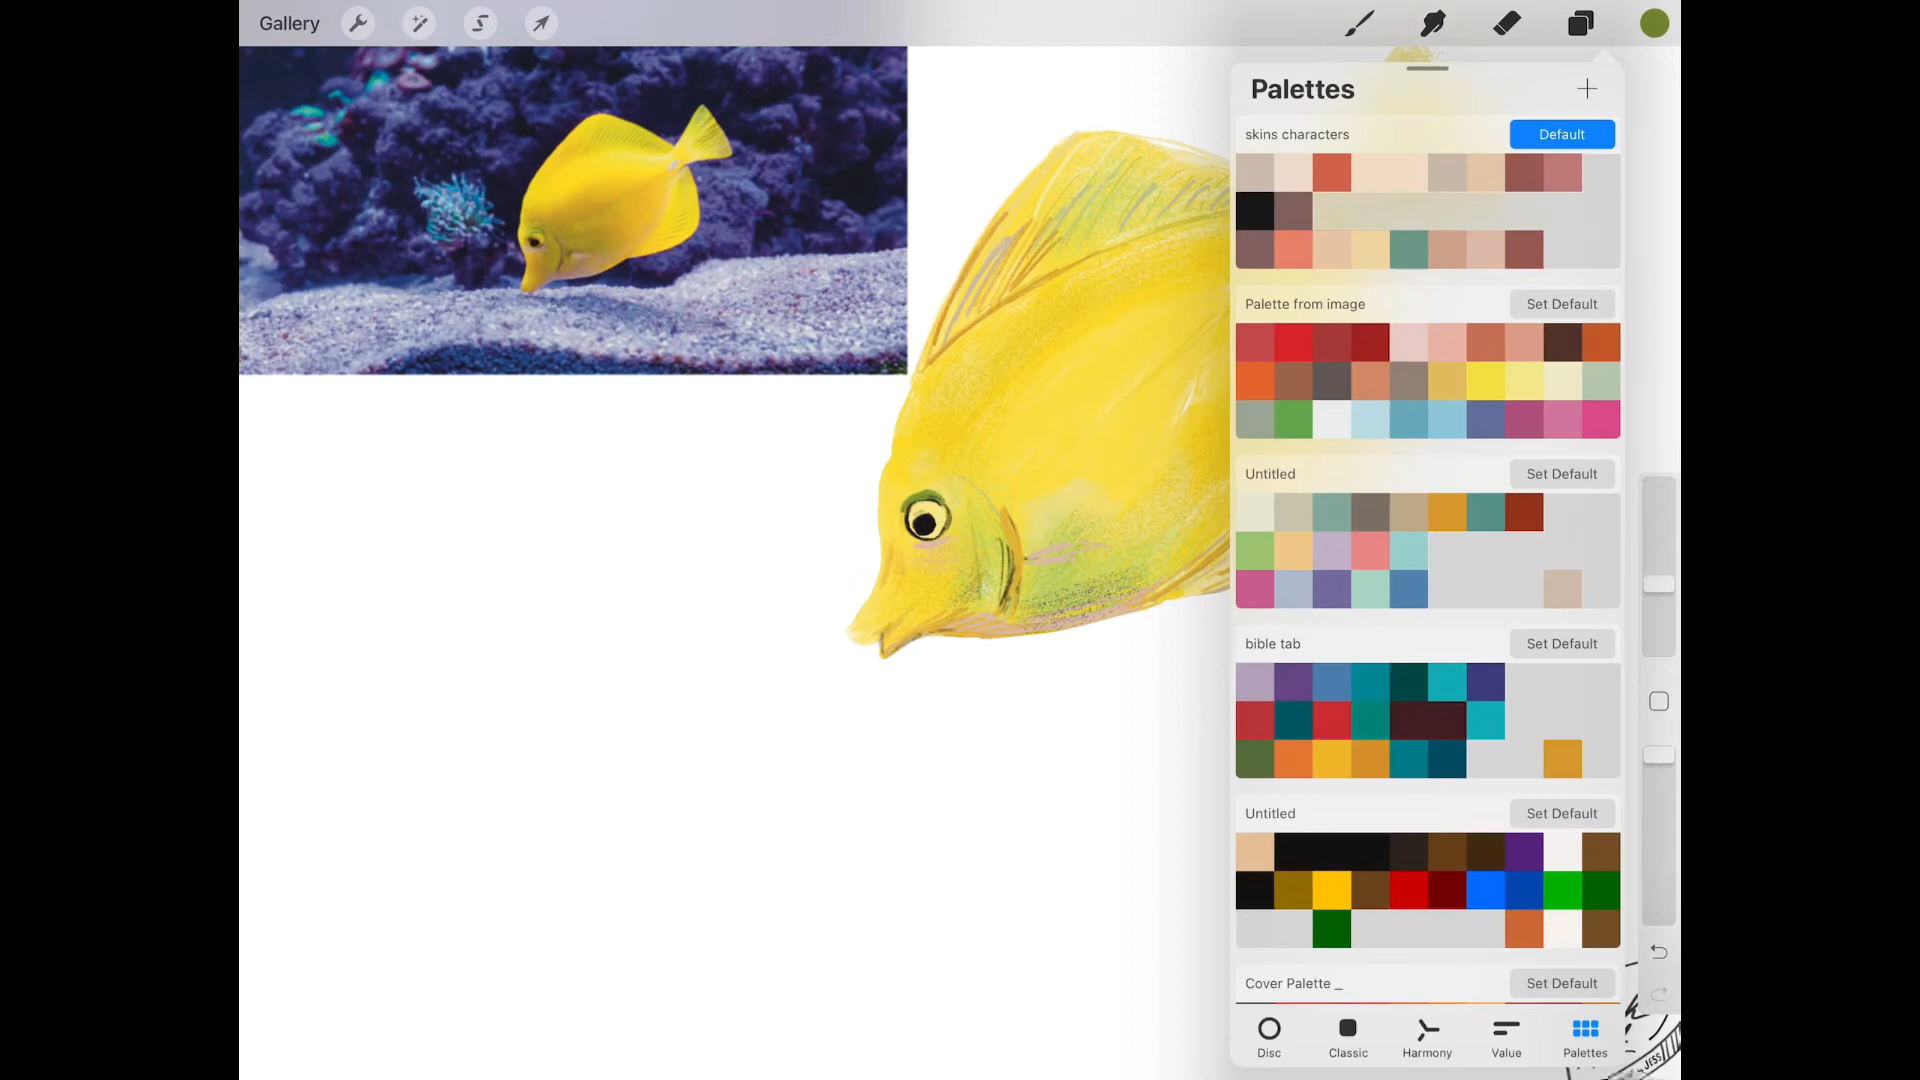 Gallery
Palettes
skins characters
Default
Palette from image
Set Default
Untitled
Set Default
bible tab
Set Default
Untitled
Set Default
Cover Palette _
Set Default
Disc
Classic
Harmony
Value
Palettes
JESS